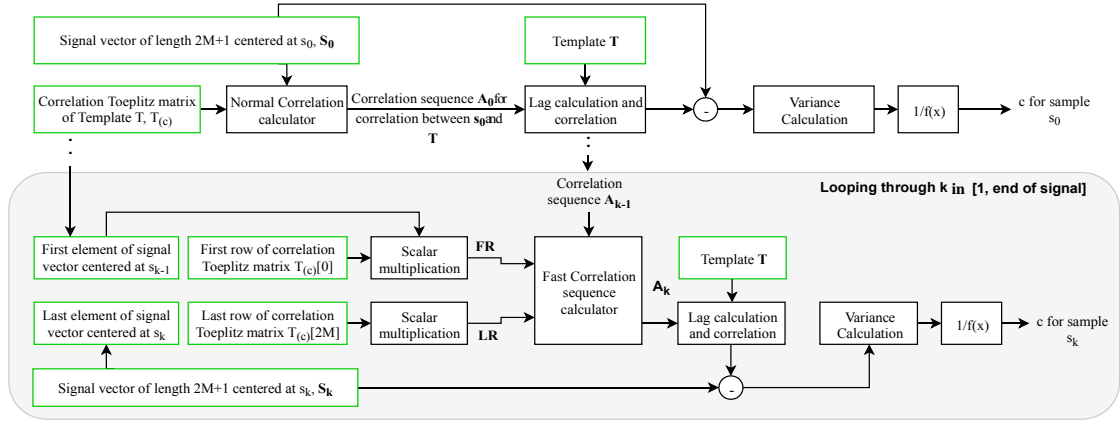 Signal vector of length 2M+1 centered at s0, S0
Template T
Correlation Toeplitz matrix
of Template T, T(c)
Normal Correlation
calculator
Correlation sequence A0for
correlation between s0and
T
Lag calculation and
correlation
-
Variance
Calculation
1/f(x)
c for sample
s0
Looping through k in [1, end of signal]
Correlation
sequence Ak-1
First element of signal
vector centered at sk-1
First row of correlation
Toeplitz matrix T(c)[0]
Scalar
multiplication
FR
Fast Correlation
sequence
calculator
Template T
Ak
Last element of signal
vector centered at sk
Last row of correlation
Toeplitz matrix T(c)[2M]
Scalar
multiplication
LR
Lag calculation
and correlation
Variance
Calculation
1/f(x)
c for sample
sk
Signal vector of length 2M+1 centered at sk, Sk
-